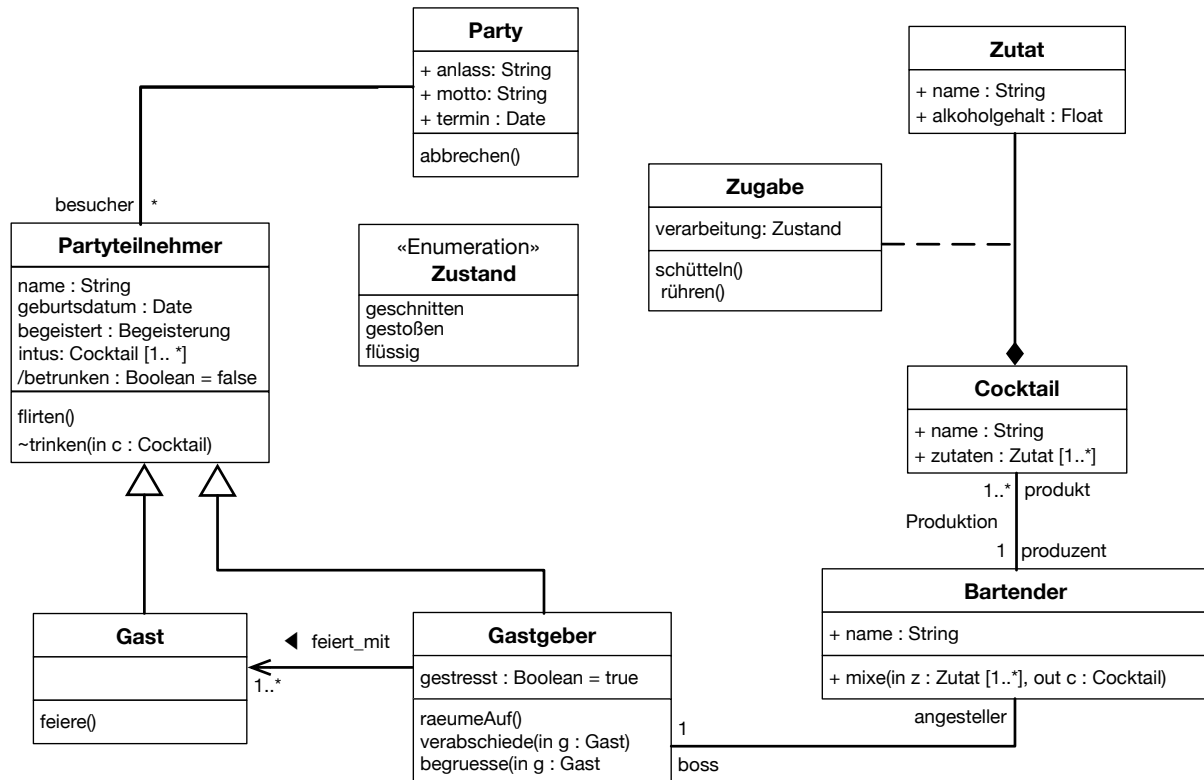 Party
+ anlass: String
+ motto: String
+ termin : Date
abbrechen()
Zutat
+ name : String
+ alkoholgehalt : Float
Zugabe
verarbeitung: Zustand
schütteln()
rühren()
besucher *
Partyteilnehmer
name : String
geburtsdatum : Date
begeistert : Begeisterung
intus: Cocktail [1.. *]
/betrunken : Boolean = false
flirten()
~trinken(in c : Cocktail)
«Enumeration»
Zustand
geschnitten
gestoßen
flüssig
Cocktail
+ name : String
+ zutaten : Zutat [1..*]
1..* produkt
Produktion
1 produzent
Bartender
+ name : String
+ mixe(in z : Zutat [1..*], out c : Cocktail)
angesteller
Gast
feiere()
feiert_mit
1..*
Gastgeber
gestresst : Boolean = true
raeumeAuf()
verabschiede(in g : Gast)
begruesse(in g : Gast
1
boss